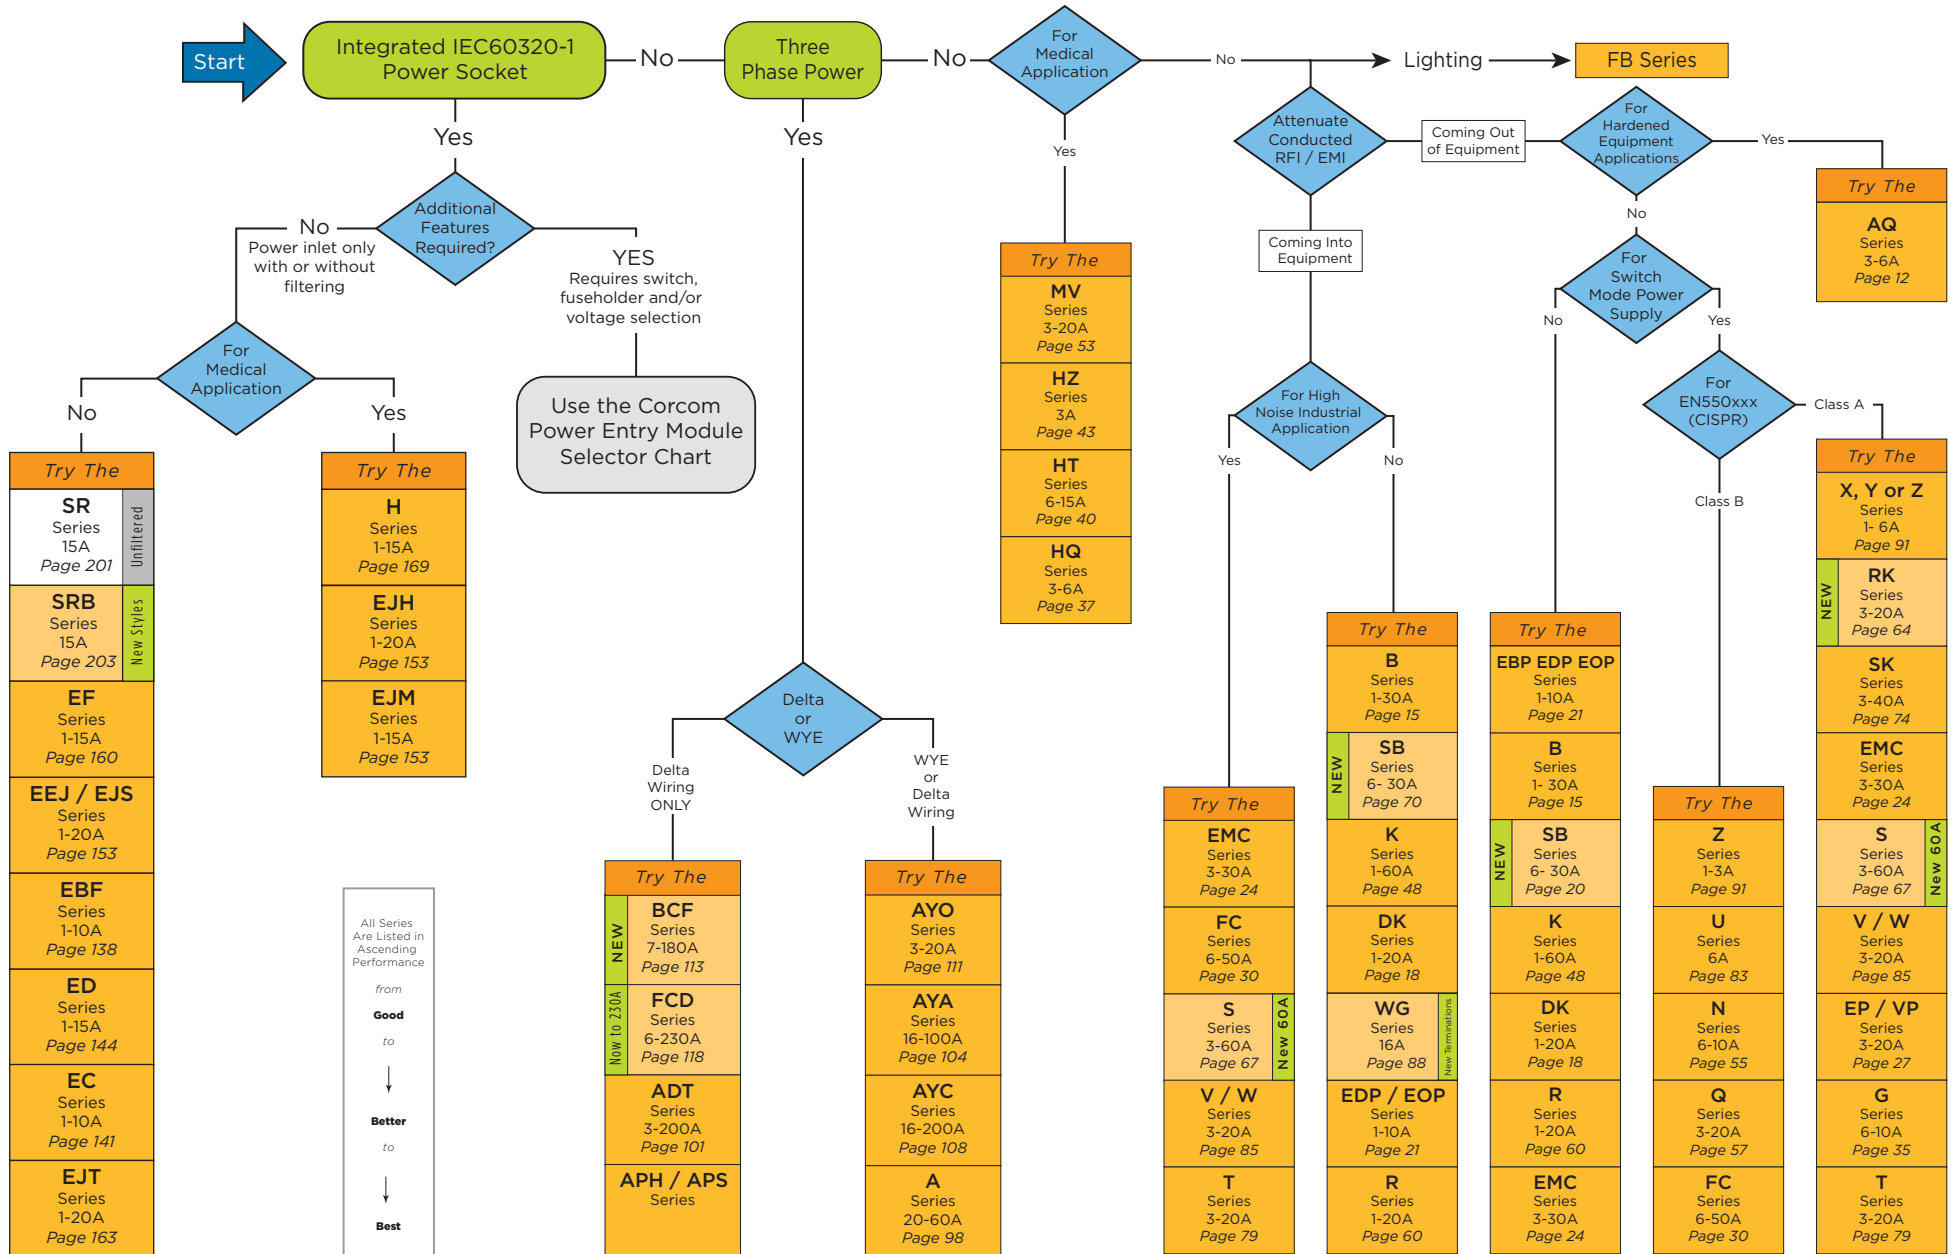 Start
Integrated IEC60320-1
Power Socket
No
Three
Phase Power
No
For
Medical
Application
No
Lighting
FB Series
Yes
Yes
Yes
Attenuate
Conducted
RFI / EMI
Coming Out
of Equipment
For
Hardened
Equipment
Applications
Yes
Try The
AQ
Series
3-6A
Page 12
No
Additional
Features
Required?
No
Power inlet only
with or without
filtering
YES
Requires switch,
fuseholder and/or
voltage selection
Use the Corcom
Power Entry Module
Selector Chart
For
Medical
Application
No
Yes
Try The
SR
Series
15A
Page 201
Unfiltered
SRB
Series
15A
Page 203
New Styles
EF
Series
1-15A
Page 160
EEJ / EJS
Series
1-20A
Page 153
EBF
Series
1-10A
Page 138
ED
Series
1-15A
Page 144
EC
Series
1-10A
Page 141
EJT
Series
1-20A
Page 163
Try The
H
Series
1-15A
Page 169
EJH
Series
1-20A
Page 153
EJM
Series
1-15A
Page 153
All Series
Are Listed in
Ascending
Performance
from
Good
to
Better
to
Best
Delta
or
WYE
Delta
Wiring
ONLY
WYE
or
Delta
Wiring
Try The
NEW
BCF
Series
7-180A
Page 113
Now to 230A
FCD
Series
6-230A
Page 118
ADT
Series
3-200A
Page 101
APH / APS
Series
Try The
AYO
Series
3-20A
Page 111
AYA
Series
16-100A
Page 104
AYC
Series
16-200A
Page 108
A
Series
20-60A
Page 98
Try The
MV
Series
3-20A
Page 53
HZ
Series
3A
Page 43
HT
Series
6-15A
Page 40
HQ
Series
3-6A
Page 37
Coming Into
Equipment
For High
Noise Industrial
Application
Yes
No
Try The
EMC
Series
3-30A
Page 24
FC
Series
6-50A
Page 30
S
Series
3-60A
Page 67
New 60A
V / W
Series
3-20A
Page 85
T
Series
3-20A
Page 79
Try The
B
Series
1-30A
Page 15
NEW
SB
Series
6- 30A
Page 70
K
Series
1-60A
Page 48
DK
Series
1-20A
Page 18
WG
Series
16A
Page 88
New Terminations
EDP / EOP
Series
1-10A
Page 21
R
Series
1-20A
Page 60
For
Switch
Mode Power
Supply
No
Yes
Try The
EBP EDP EOP
Series
1-10A
Page 21
B
Series
1- 30A
Page 15
NEW
SB
Series
6- 30A
Page 20
K
Series
1-60A
Page 48
DK
Series
1-20A
Page 18
R
Series
1-20A
Page 60
EMC
Series
3-30A
Page 24
For
EN550xxx
(CISPR)
Class A
Class B
Try The
Z
Series
1-3A
Page 91
U
Series
6A
Page 83
N
Series
6-10A
Page 55
Q
Series
3-20A
Page 57
FC
Series
6-50A
Page 30
Try The
X, Y or Z
Series
1- 6A
Page 91
NEW
RK
Series
3-20A
Page 64
SK
Series
3-40A
Page 74
EMC
Series
3-30A
Page 24
S
Series
3-60A
Page 67
New 60A
V / W
Series
3-20A
Page 85
EP / VP
Series
3-20A
Page 27
G
Series
6-10A
Page 35
T
Series
3-20A
Page 79